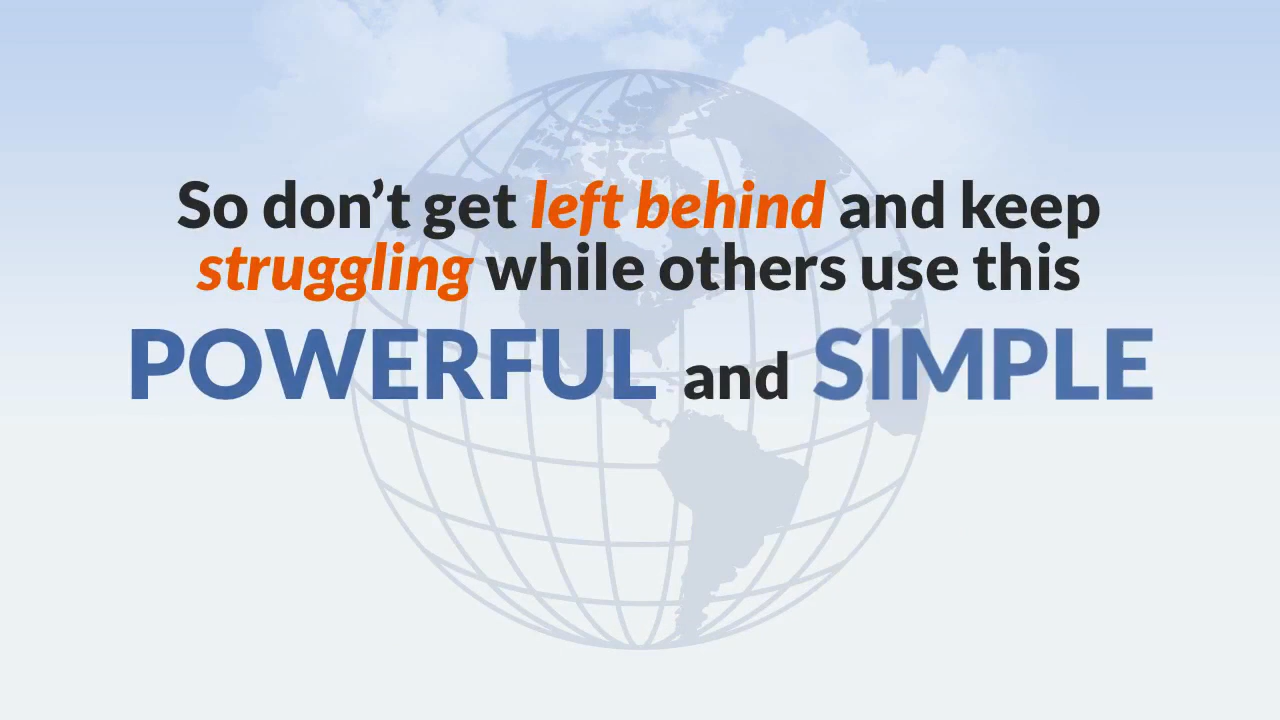 So don’t get left behind and keep
struggling while others use this
POWERFUL and SIMPLE